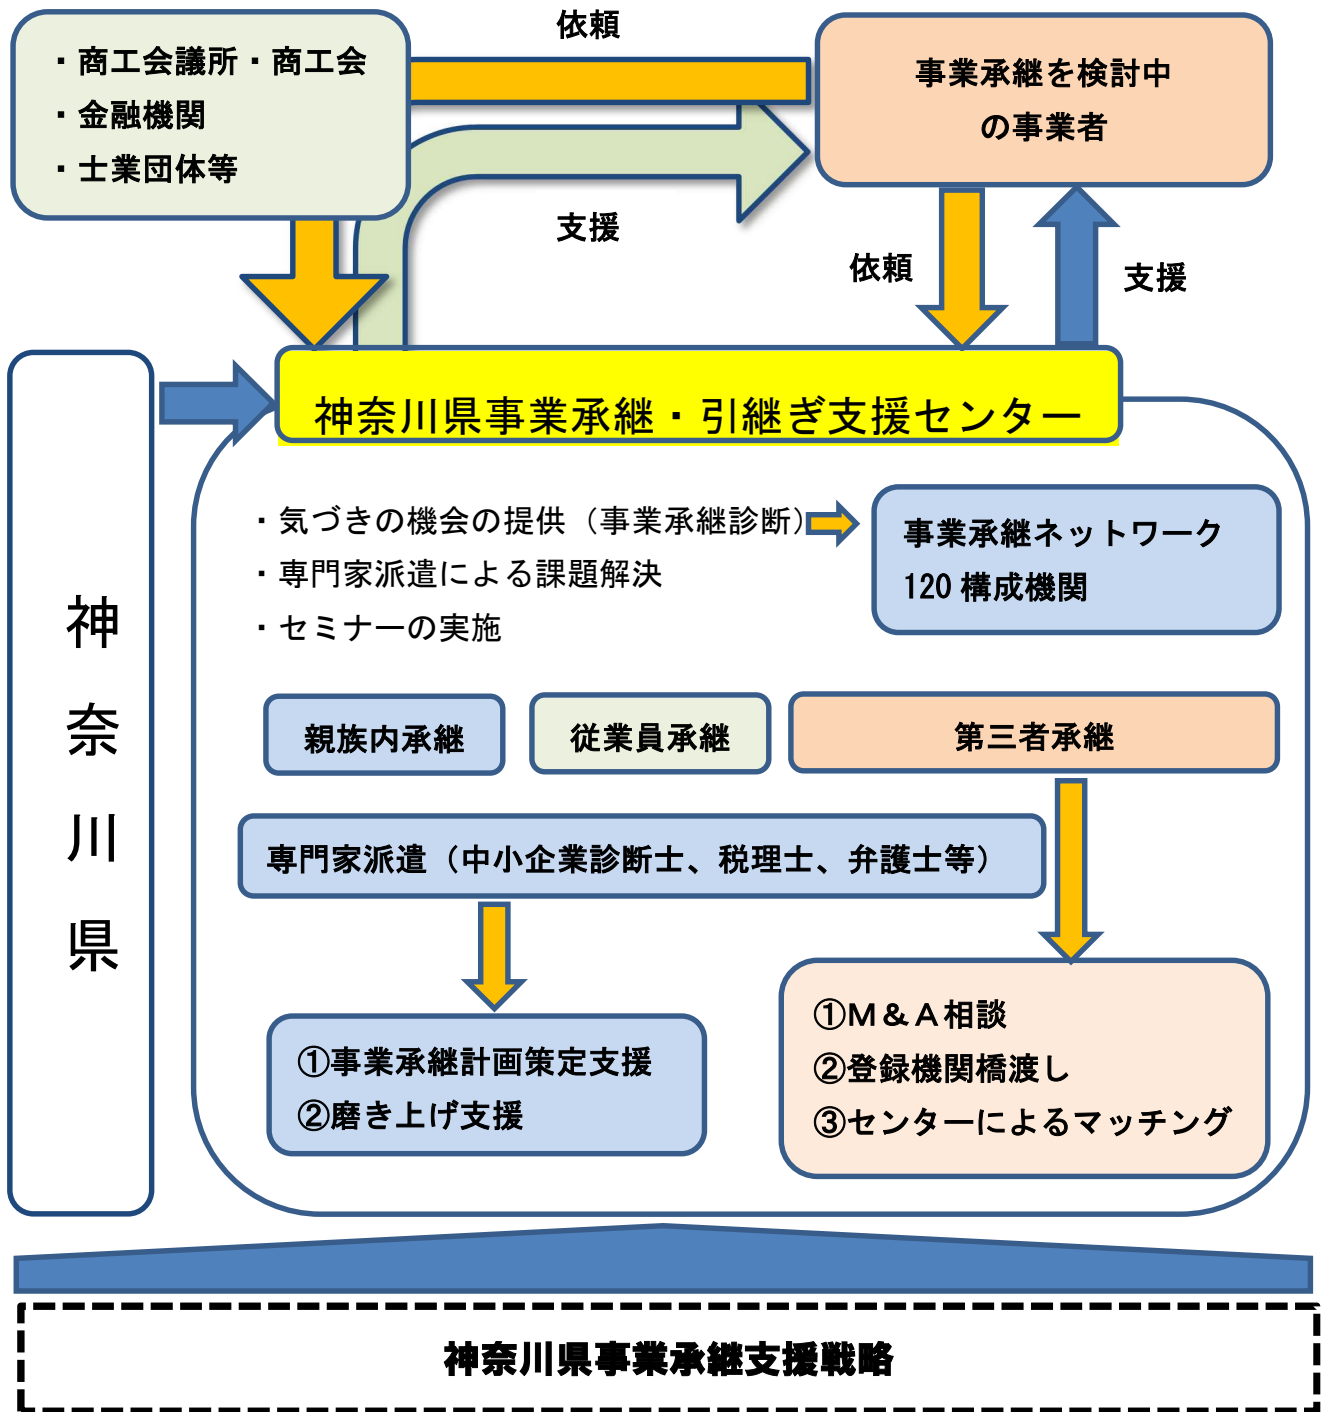 ・商工会議所・商工会
・金融機関
・士業団体等
依頼
事業承継を検討中
の事業者
支援
依頼
支援
神奈川県事業承継・引継ぎ支援センター
神奈川県
・気づきの機会の提供（事業承継診断）
・専門家派遣による課題解決
・セミナーの実施
事業承継ネットワーク
120 構成機関
親族内承継
従業員承継
第三者承継
専門家派遣（中小企業診断士、税理士、弁護士等）
①事業承継計画策定支援
②磨き上げ支援
①Ｍ＆Ａ相談
②登録機関橋渡し
③センターによるマッチング
神奈川県事業承継支援戦略